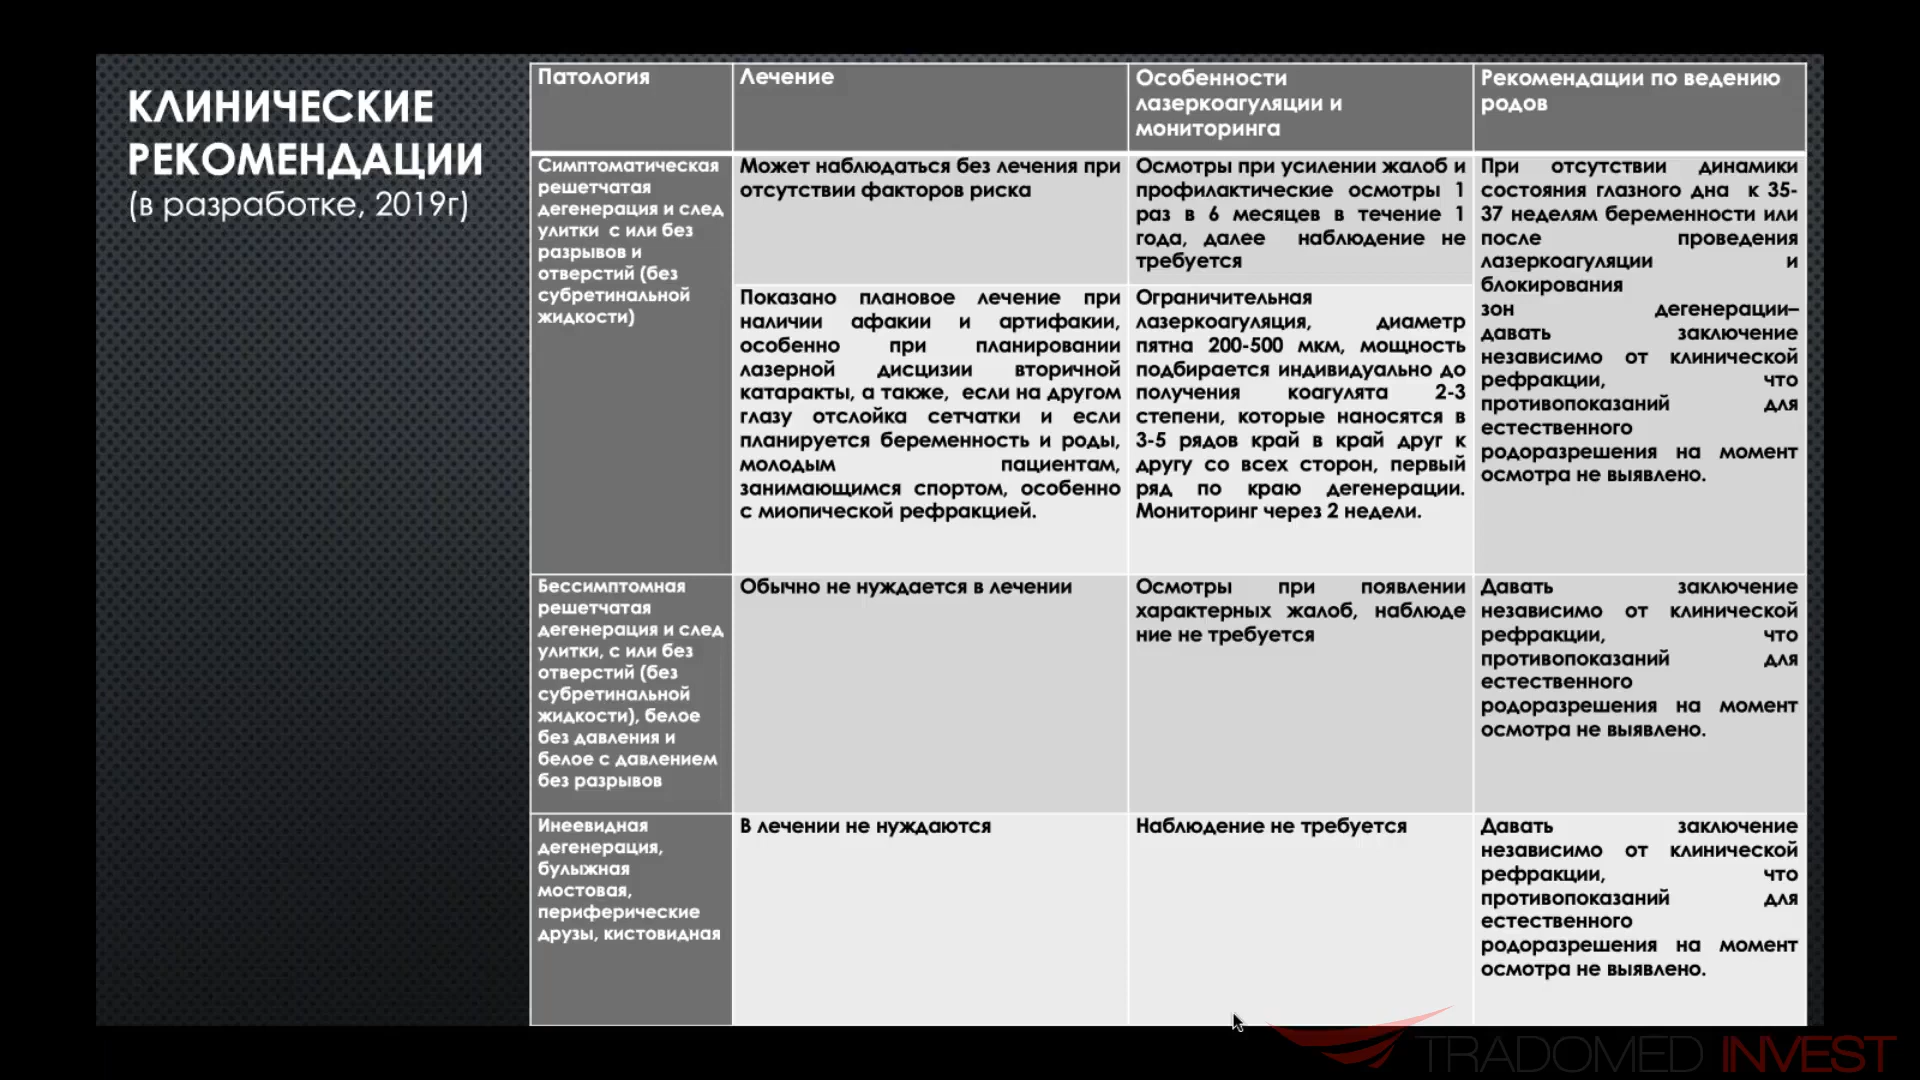 КЛИНИЧЕСКИЕ
РЕКОМЕНДАЦИИ
(в разработке, 2019г)
Патология
Лечение
Особенности
лазеркоагуляции и
мониторинга
Рекомендации по ведению
родов
Симптоматическая
решетчатая
дегенерация и след
улитки с или без
разрывов и
отверстий (без
субретинальной
жидкости)
Может наблюдаться без лечения при
отсутствии факторов риска
Осмотры при усилении жалоб и
профилактические осмотры 1
раз в 6 месяцев в течение 1
года, далее наблюдение не
требуется
При отсутствии динамики
состояния глазного дна к 35-
37 неделям беременности или
после проведения
лазеркоагуляции и
блокирования
зон дегенерации–
давать заключение
независимо от клинической
рефракции, что
противопоказаний для
естественного
родоразрешения на момент
осмотра не выявлено.
Показано плановое лечение при
наличии афакии и артифакии,
особенно при планировании
лазерной дисцизии вторичной
катаракты, а также, если на другом
глазу отслойка сетчатки и если
планируется беременность и роды,
молодым пациентам,
занимающимся спортом, особенно
с миопической рефракцией.
Ограничительная
лазеркоагуляция, диаметр
пятна 200-500 мкм, мощность
подбирается индивидуально до
получения коагулята 2-3
степени, которые наносятся в
3-5 рядов край в край друг к
другу со всех сторон, первый
ряд по краю дегенерации.
Мониторинг через 2 недели.
Бессимптомная
решетчатая
дегенерация и след
улитки, с или без
отверстий (без
субретинальной
жидкости), белое
без давления и
белое с давлением
без разрывов
Обычно не нуждается в лечении
Осмотры при появлении
характерных жалоб, наблюде
ние не требуется
Давать заключение
независимо от клинической
рефракции, что
противопоказаний для
естественного
родоразрешения на момент
осмотра не выявлено.
Инеевидная
дегенерация,
булыжная
мостовая,
периферические
друзы, кистовидная
В лечении не нуждаются
Наблюдение не требуется
Давать заключение
независимо от клинической
рефракции, что
противопоказаний для
естественного
родоразрешения на момент
осмотра не выявлено.
TRADOMED INVEST